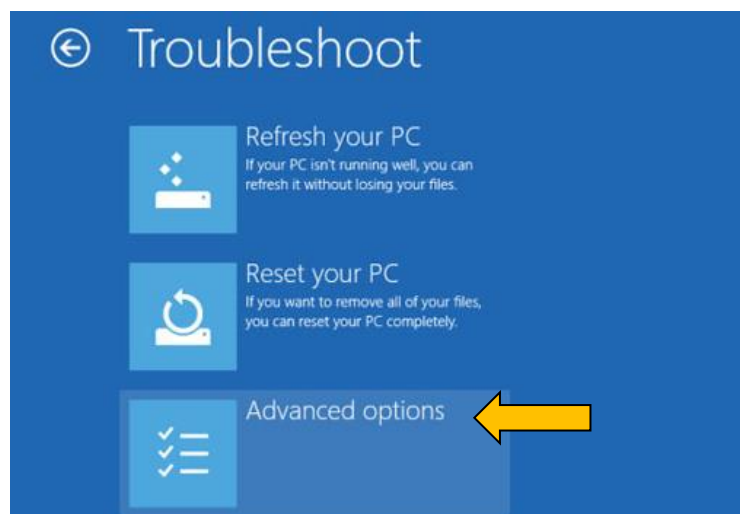 Troubleshoot
Refresh your PC
If your PC isn't running well, you can
refresh it without losing your files.
Reset your PC
If you want to remove all of your files,
you can reset your PC completely.
Advanced options